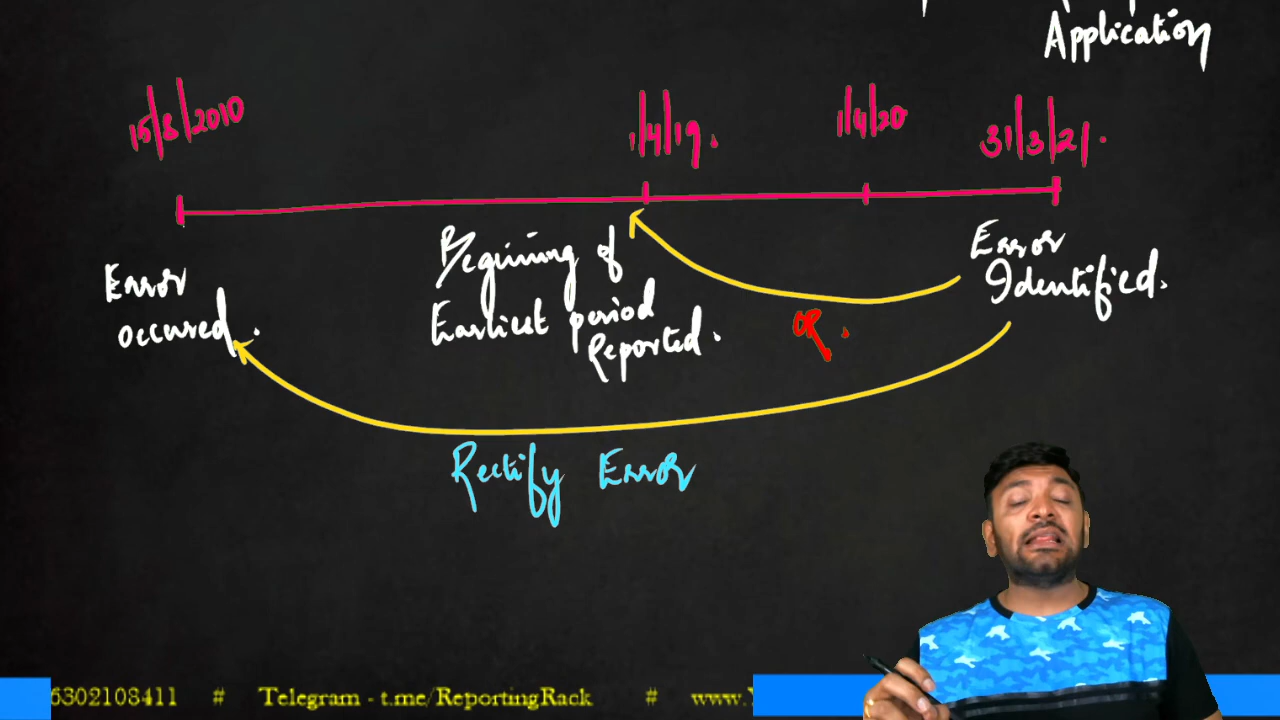 Application
15/8/2010
1/4/19.
1/4/20
31/3/21.
Error
occured.
Begining of
Earliest period
Reported.
Error
Identified.
OR.
Rectify Error
6302108411 # Telegram - t.me/ReportingRack # www.